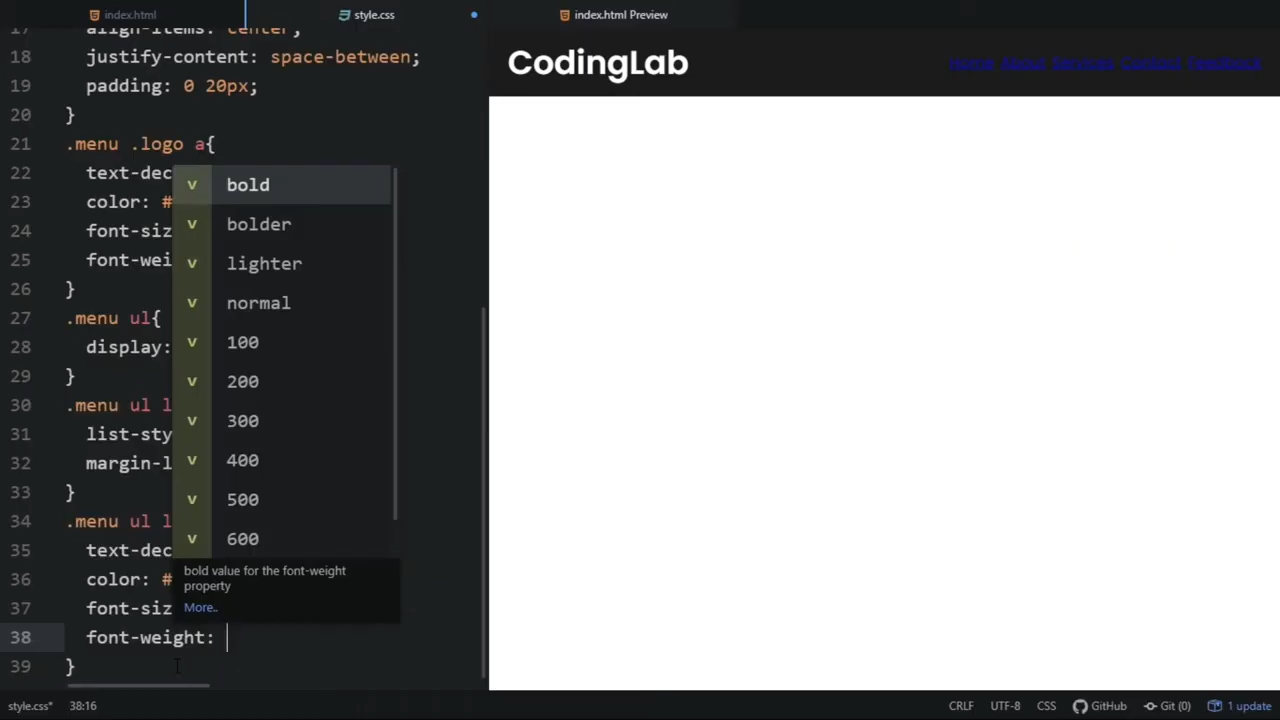 index.html
style.css
index.html Preview
17 align-items: center;
18 justify-content: space-between;
19 padding: 0 20px;
20 }
21 .menu .logo a{
22 text-dec
23 color: #
24 font-siz
25 font-wei
26 }
27 .menu ul{
28 display:
29 }
30 .menu ul l
31 list-sty
32 margin-l
33 }
34 .menu ul l
35 text-dec
36 color: #
37 font-siz
38 font-weight:
39 }
v bold
v bolder
v lighter
v normal
v 100
v 200
v 300
v 400
v 500
v 600
bold value for the font-weight
property
More..
CodingLab
Home About Services Contact Feedback
style.css* 38:16
CRLF UTF-8 CSS GitHub Git (0) 1 update